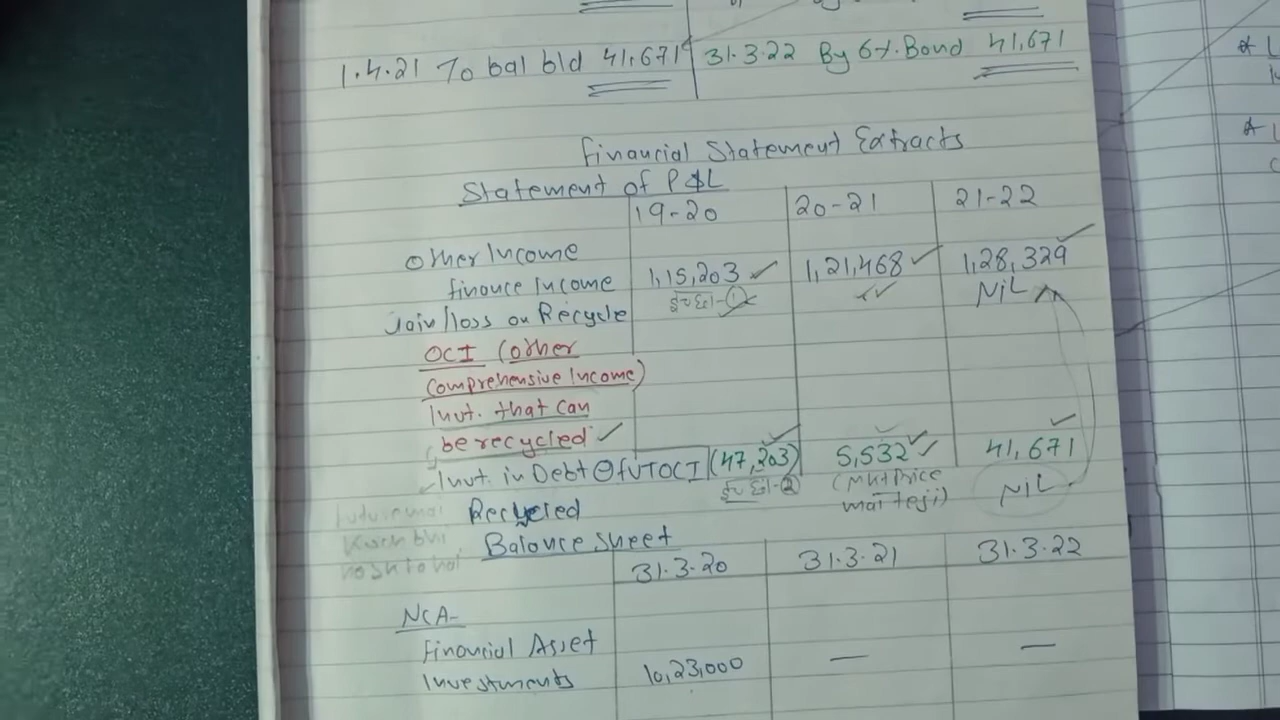 1.4.21 To bal b/d 41,671 31.3.22 By 6% Bond 41,671
Financial Statement Extracts
Statement of P&L
19-20 20-21 21-22
Other Income
finance Income 1,15,203 1,21,468 1,28,329
Gain/loss on Recycle Nil
OCI (other
comprehensive Income)
Invt. that can
be recycled
Invt. in Debt @ FVTOCI (47,203) 5,532 41,671
(Mkt Price
mai teji)
Recycled Nil
Balance sheet
31.3.20 31.3.21 31.3.22
NCA-
Financial Asset
Investments 10,23,000 — —